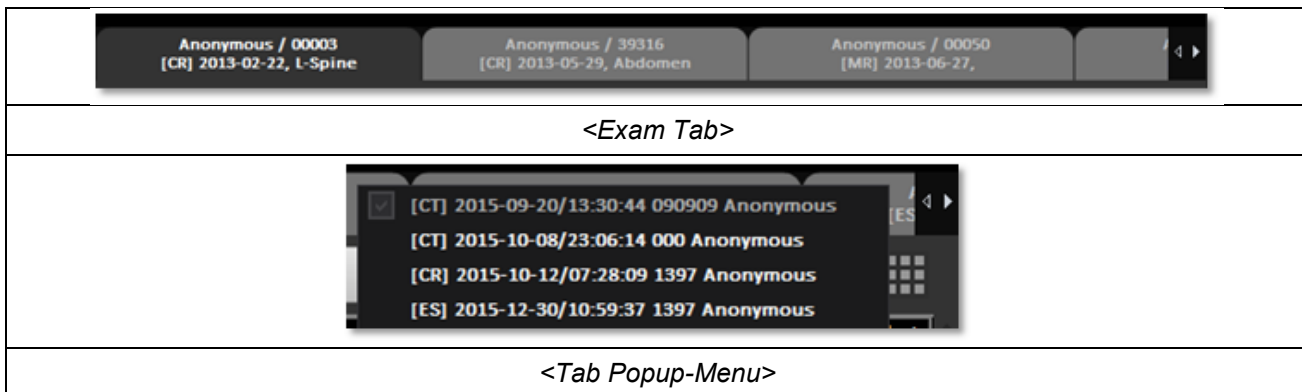 Anonymous / 00003
[CR] 2013-02-22, L-Spine
Anonymous / 39316
[CR] 2013-05-29, Abdomen
Anonymous / 00050
[MR] 2013-06-27,
<Exam Tab>
[CT] 2015-09-20/13:30:44 090909 Anonymous
[CT] 2015-10-08/23:06:14 000 Anonymous
[CR] 2015-10-12/07:28:09 1397 Anonymous
[ES] 2015-12-30/10:59:37 1397 Anonymous
[ES
<Tab Popup-Menu>